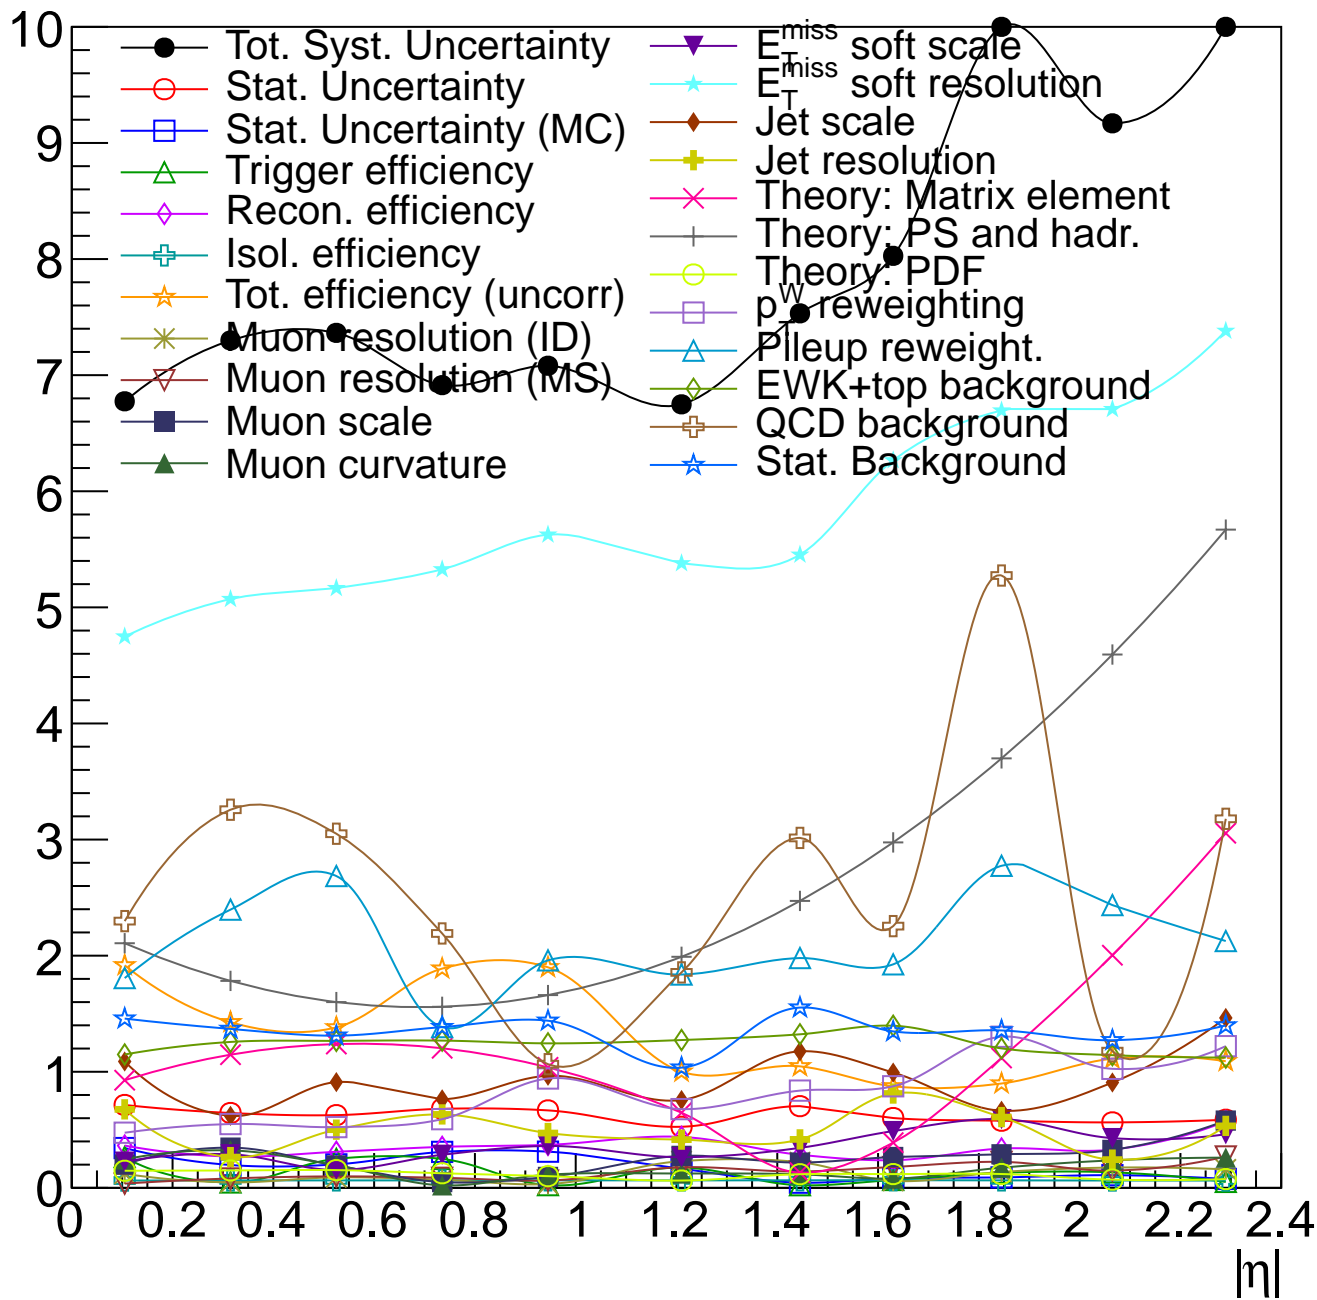 10
9
8
7
6
5
4
3
2
1
0
Tot. Syst. Uncertainty
Stat. Uncertainty
Stat. Uncertainty (MC)
Trigger efficiency
Recon. efficiency
Isol. efficiency
Tot. efficiency (uncorr)
Muon resolution (ID)
Muon resolution (MS)
Muon scale
Muon curvature
E_T^miss soft scale
E_T^miss soft resolution
Jet scale
Jet resolution
Theory: Matrix element
Theory: PS and hadr.
Theory: PDF
p_T^W reweighting
Pileup reweight.
EWK+top background
QCD background
Stat. Background
0 0.2 0.4 0.6 0.8 1 1.2 1.4 1.6 1.8 2 2.2 2.4
|η|